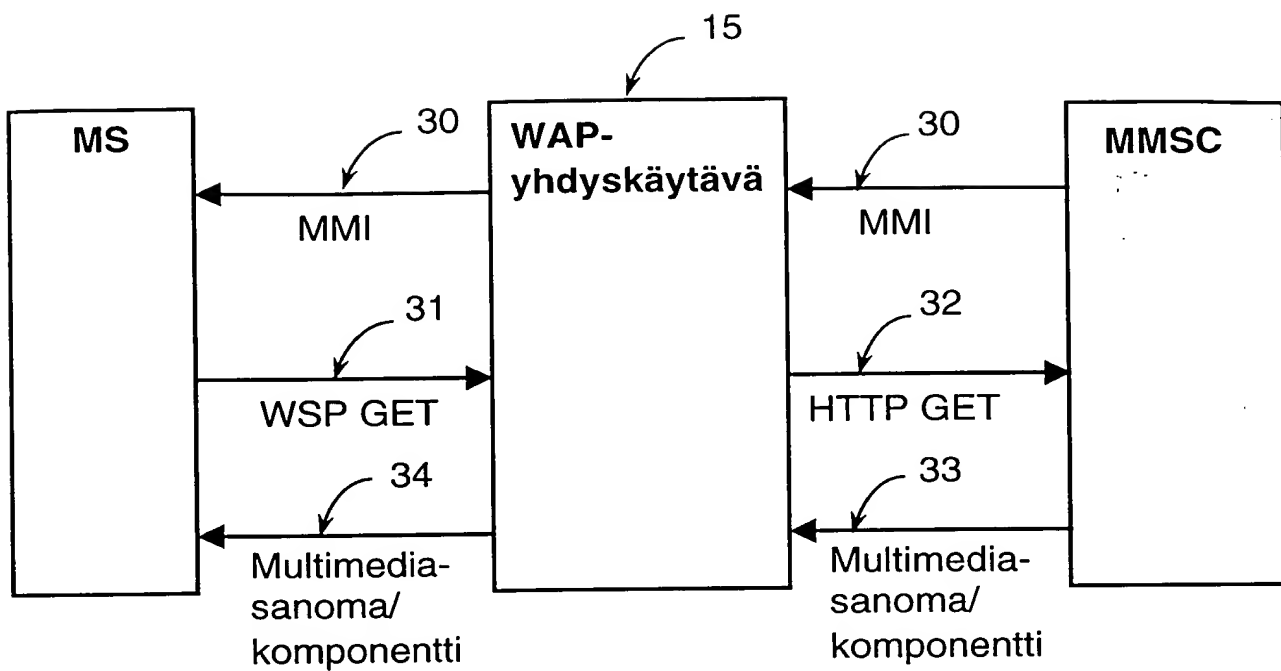 15
MS
30
WAP-
yhdyskäytävä
30
MMSC
MMI
MMI
31
32
WSP GET
HTTP GET
34
33
Multimedia-
sanoma/
komponentti
Multimedia-
sanoma/
komponentti